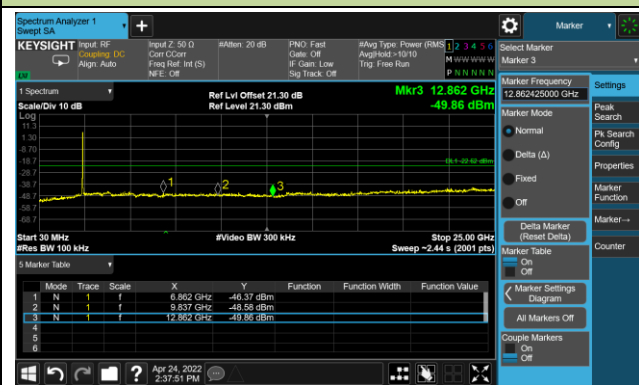 Spectrum Analyzer 1
Swept SA
+
Marker
KEYSIGHT
Input: RF
Coupling: DC
Align: Auto
Input Z: 50 Ω
Corr CCorr
Freq Ref: Int (S)
NFE: Off
#Atten: 20 dB
PNO: Fast
Gate: Off
IF Gain: Low
Sig Track: Off
#Avg Type: Power (RMS
Avg|Hold:>10/10
Trig: Free Run
1 2 3 4 5 6
M W W W W W
P N N N N N
LXI
Select Marker
Marker 3
1 Spectrum
Scale/Div 10 dB
Log
Ref Lvl Offset 21.30 dB
Ref Level 21.30 dBm
Mkr3 12.862 GHz
-49.86 dBm
11.3
1.30
-8.70
-18.7
-28.7
-38.7
-48.7
-58.7
-68.7
DL1 -22.62 dBm
1
2
3
Start 30 MHz
#Res BW 100 kHz
#Video BW 300 kHz
Stop 25.00 GHz
Sweep ~2.44 s (2001 pts)
5 Marker Table
Mode Trace Scale X Y Function Function Width Function Value
1 N 1 f 6.862 GHz -46.37 dBm
2 N 1 f 9.837 GHz -48.58 dBm
3 N 1 f 12.862 GHz -49.86 dBm
4
5
6
Marker Frequency
12.862425000 GHz
Marker Mode
Normal
Delta (Δ)
Fixed
Off
Delta Marker
(Reset Delta)
Marker Table
On
Off
Marker Settings
Diagram
All Markers Off
Couple Markers
On
Off
Settings
Peak
Search
Pk Search
Config
Properties
Marker
Function
Marker→
Counter
?
Apr 24, 2022
2:37:51 PM